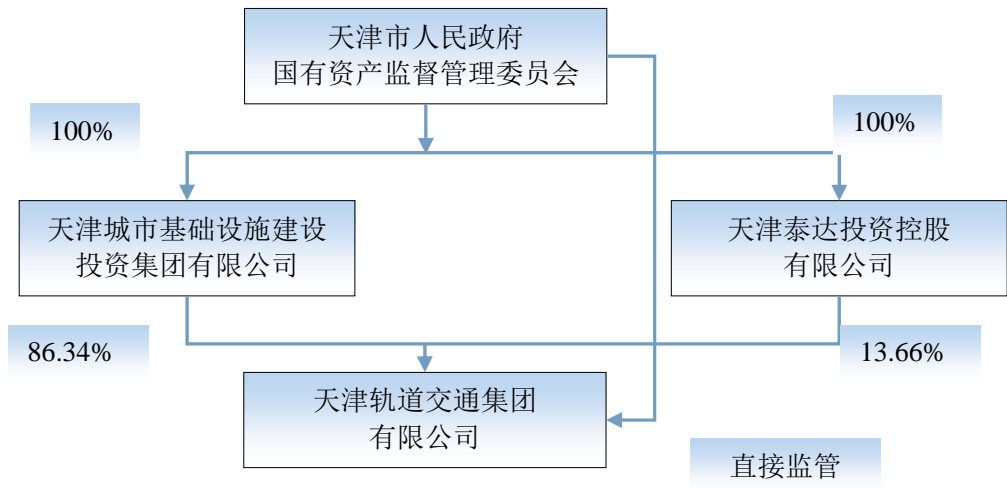 天津市人民政府
国有资产监督管理委员会
100%
100%
天津城市基础设施建设
投资集团有限公司
天津泰达投资控股
有限公司
86.34%
13.66%
天津轨道交通集团
有限公司
直接监管